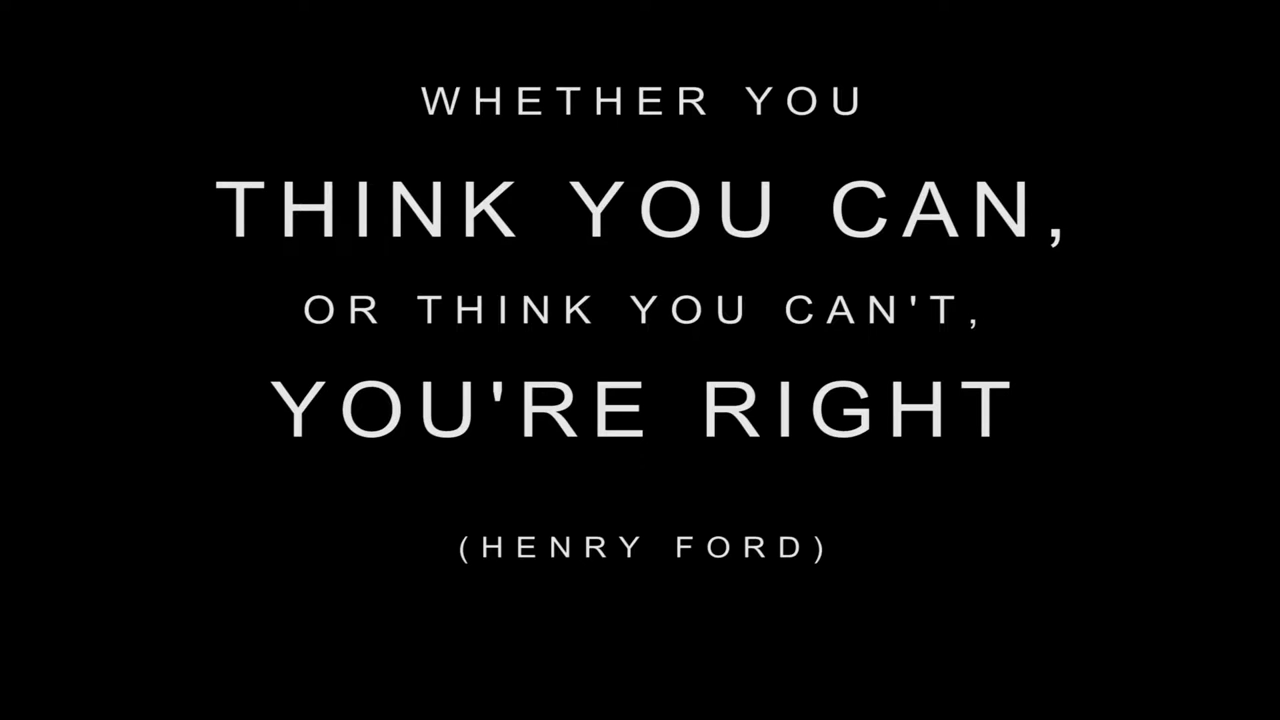 WHETHER YOU
THINK YOU CAN,
OR THINK YOU CAN'T,
YOU'RE RIGHT
(HENRY FORD)